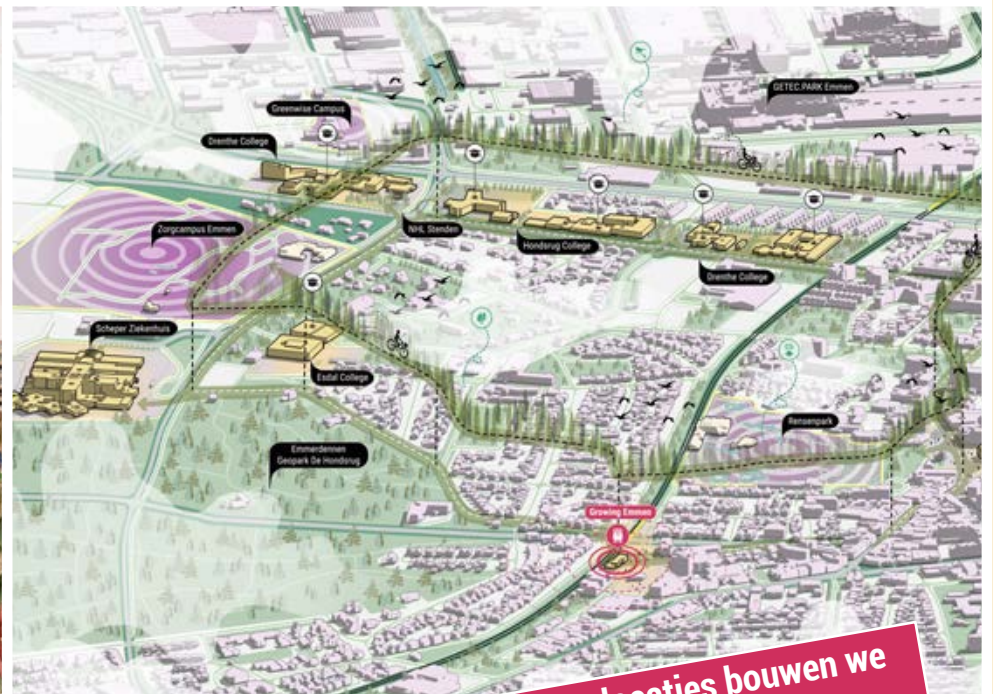 GETEC PARK Emmen
Greenwise Campus
Drenthe College
Zorgcampus Emmen
NHL Stenden
Hondsrug College
Drenthe College
Scheper Ziekenhuis
Esdal College
Rensenpark
Emmerdennen
Geopark De Hondsrug
Growing Emmen
bouwen we